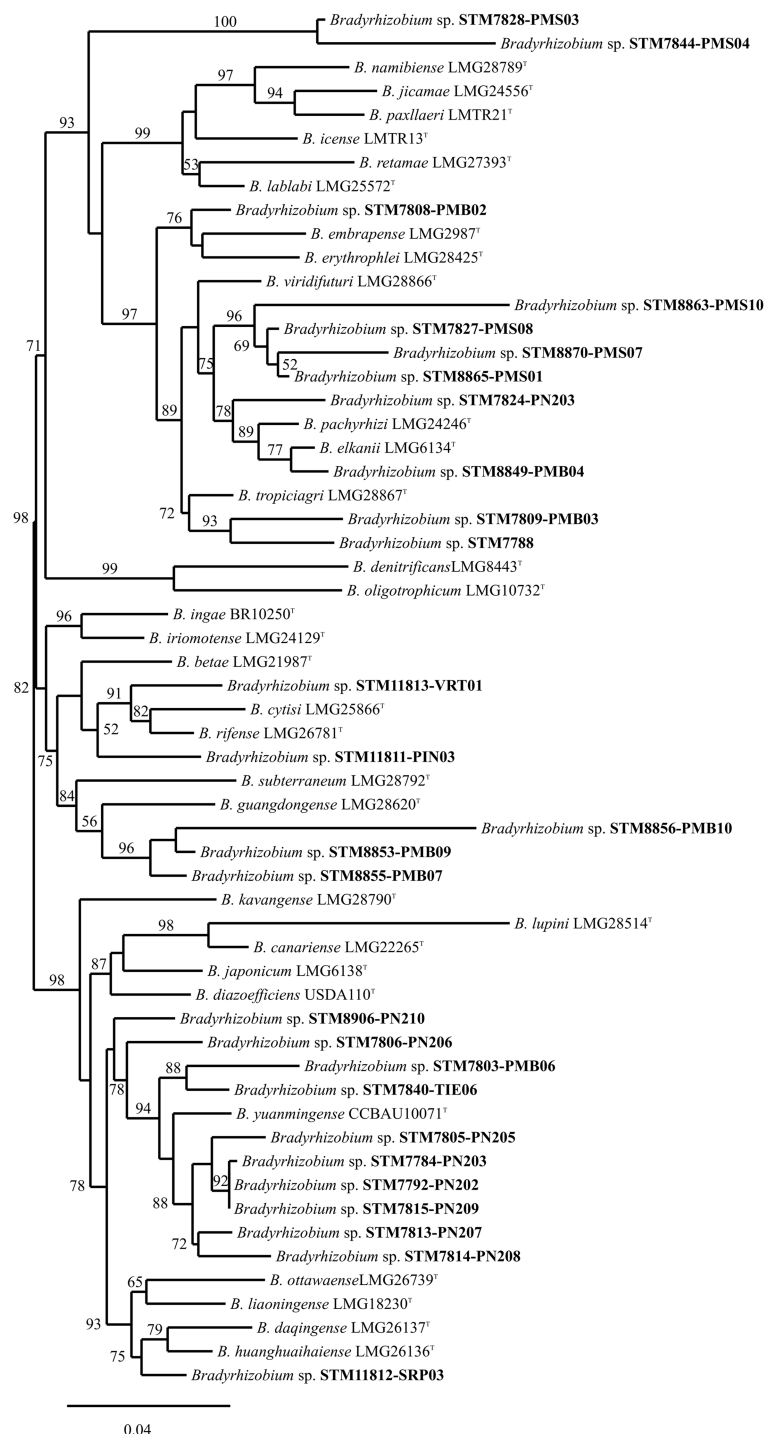 100
Bradyrhizobium sp. STM7828-PMS03
Bradyrhizobium sp. STM7844-PMS04
97
B. namibiense LMG28789ᵀ
94
B. jicamae LMG24556ᵀ
B. paxllaeri LMTR21ᵀ
93
99
B. icense LMTR13ᵀ
53
B. retamae LMG27393ᵀ
B. lablabi LMG25572ᵀ
76
Bradyrhizobium sp. STM7808-PMB02
B. embrapense LMG2987ᵀ
B. erythrophlei LMG28425ᵀ
97
B. viridifuturi LMG28866ᵀ
96
Bradyrhizobium sp. STM8863-PMS10
71
69
Bradyrhizobium sp. STM7827-PMS08
75
52
Bradyrhizobium sp. STM8870-PMS07
Bradyrhizobium sp. STM8865-PMS01
89
78
Bradyrhizobium sp. STM7824-PN203
89
B. pachyrhizi LMG24246ᵀ
77
B. elkanii LMG6134ᵀ
Bradyrhizobium sp. STM8849-PMB04
72
B. tropiciagri LMG28867ᵀ
98
93
Bradyrhizobium sp. STM7809-PMB03
Bradyrhizobium sp. STM7788
99
B. denitrificansLMG8443ᵀ
B. oligotrophicum LMG10732ᵀ
96
B. ingae BR10250ᵀ
B. iriomotense LMG24129ᵀ
B. betae LMG21987ᵀ
82
91
Bradyrhizobium sp. STM11813-VRT01
82
B. cytisi LMG25866ᵀ
52
B. rifense LMG26781ᵀ
75
Bradyrhizobium sp. STM11811-PIN03
84
B. subterraneum LMG28792ᵀ
56
B. guangdongense LMG28620ᵀ
96
Bradyrhizobium sp. STM8856-PMB10
Bradyrhizobium sp. STM8853-PMB09
Bradyrhizobium sp. STM8855-PMB07
B. kavangense LMG28790ᵀ
98
B. lupini LMG28514ᵀ
B. canariense LMG22265ᵀ
98
87
B. japonicum LMG6138ᵀ
B. diazoefficiens USDA110ᵀ
Bradyrhizobium sp. STM8906-PN210
Bradyrhizobium sp. STM7806-PN206
78
88
Bradyrhizobium sp. STM7803-PMB06
Bradyrhizobium sp. STM7840-TIE06
94
B. yuanmingense CCBAU10071ᵀ
Bradyrhizobium sp. STM7805-PN205
Bradyrhizobium sp. STM7784-PN203
78
92
Bradyrhizobium sp. STM7792-PN202
88
Bradyrhizobium sp. STM7815-PN209
Bradyrhizobium sp. STM7813-PN207
72
Bradyrhizobium sp. STM7814-PN208
65
B. ottawaenseLMG26739ᵀ
B. liaoningense LMG18230ᵀ
93
79
B. daqingense LMG26137ᵀ
75
B. huanghuaihaiense LMG26136ᵀ
Bradyrhizobium sp. STM11812-SRP03
0.04